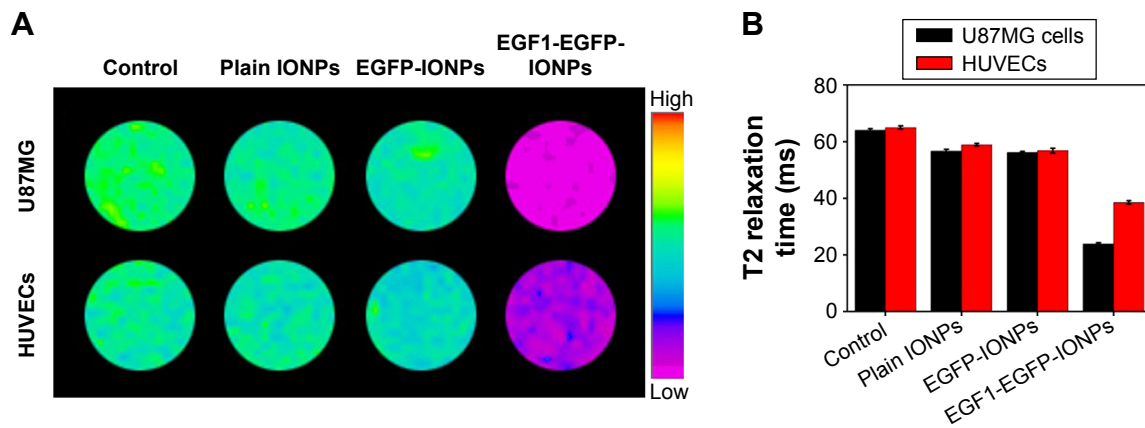 A
Control
Plain IONPs
EGFP-IONPs
EGF1-EGFP-
IONPs
U87MG
HUVECs
High
Low
B
U87MG cells
HUVECs
T2 relaxation
time (ms)
80
60
40
20
0
Control
Plain IONPs
EGFP-IONPs
EGF1-EGFP-IONPs